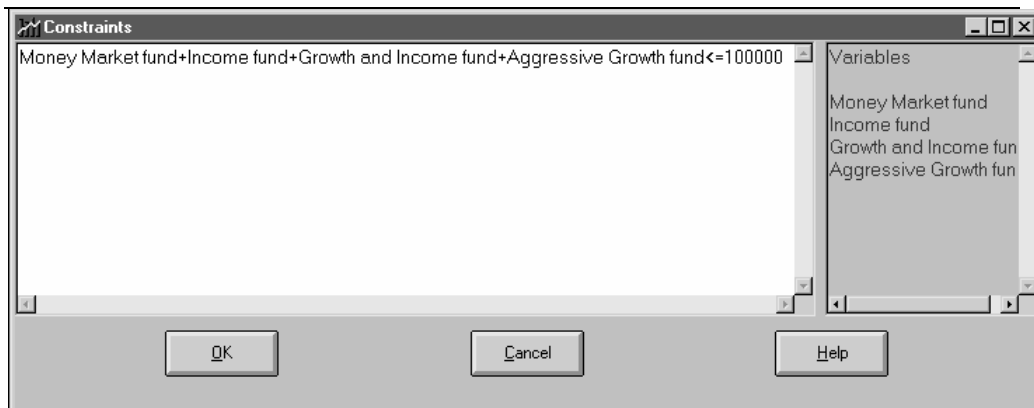 Constraints
Money Market fund+Income fund+Growth and Income fund+Aggressive Growth fund<=100000
Variables
Money Market fund
Income fund
Growth and Income fun
Aggressive Growth fun
OK
Cancel
Help